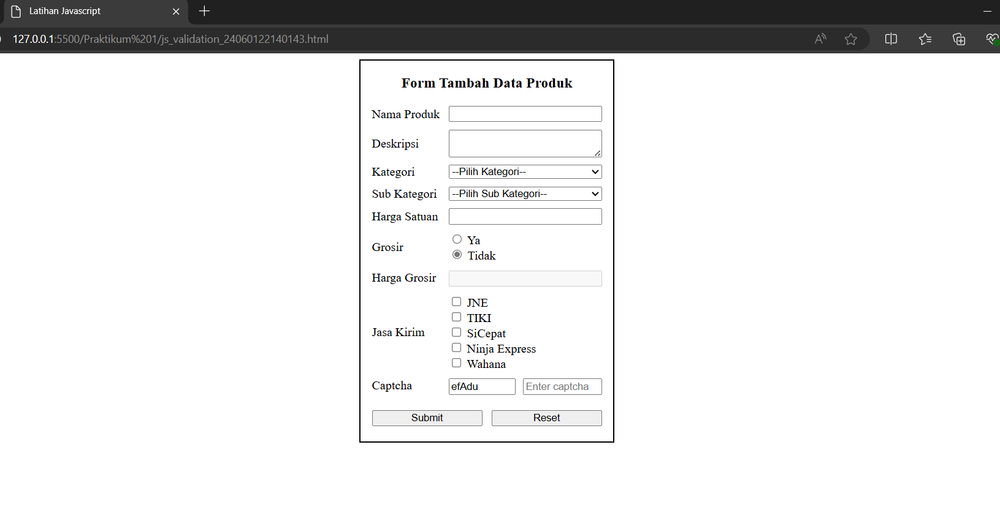 Latihan Javascript
127.0.0.1:5500/Praktikum%201/js_validation_24060122140143.html
Form Tambah Data Produk
Nama Produk
Deskripsi
Kategori --Pilih Kategori--
Sub Kategori --Pilih Sub Kategori--
Harga Satuan
Grosir
Ya
Tidak
Harga Grosir
Jasa Kirim
JNE
TIKI
SiCepat
Ninja Express
Wahana
Captcha efAdu Enter captcha
Submit Reset